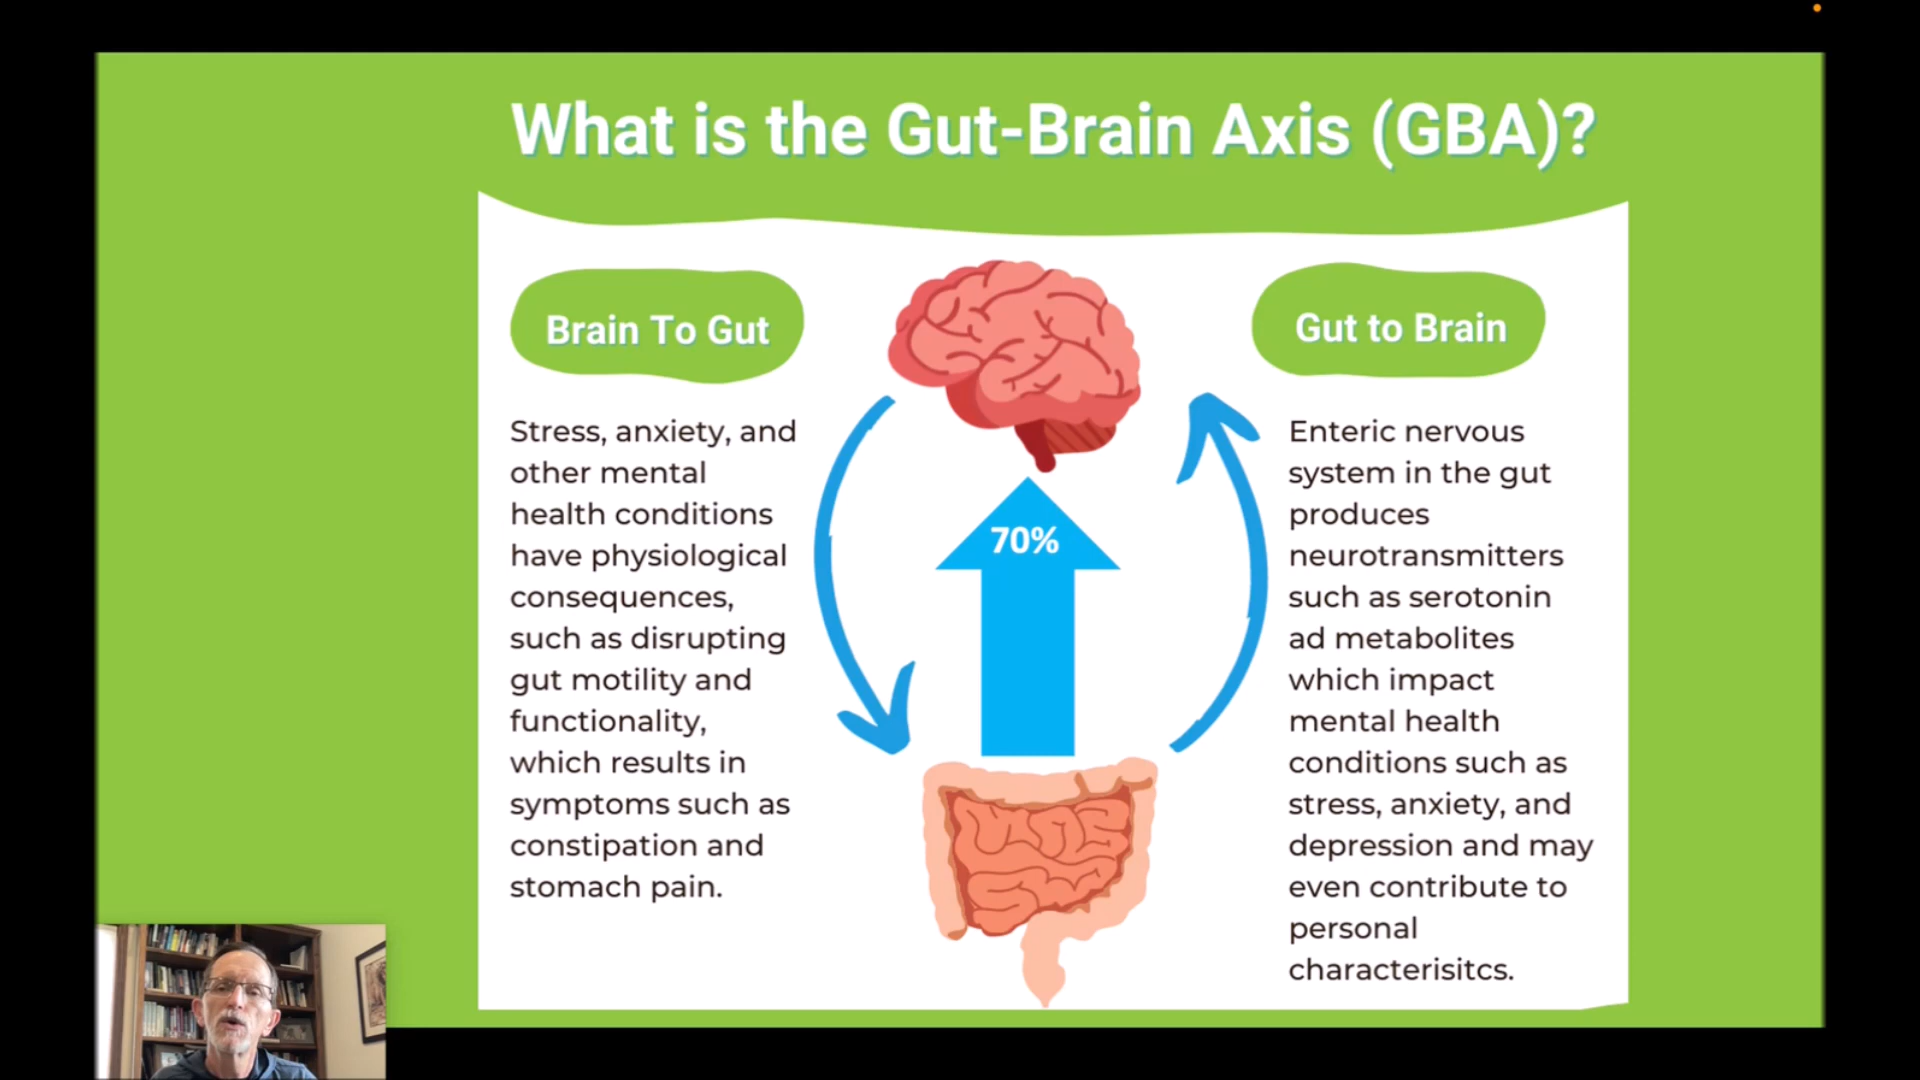 What is the Gut-Brain Axis (GBA)?
Brain To Gut
Stress, anxiety, and
other mental
health conditions
have physiological
consequences,
such as disrupting
gut motility and
functionality,
which results in
symptoms such as
constipation and
stomach pain.
70%
Gut to Brain
Enteric nervous
system in the gut
produces
neurotransmitters
such as serotonin
ad metabolites
which impact
mental health
conditions such as
stress, anxiety, and
depression and may
even contribute to
personal
characterisitcs.